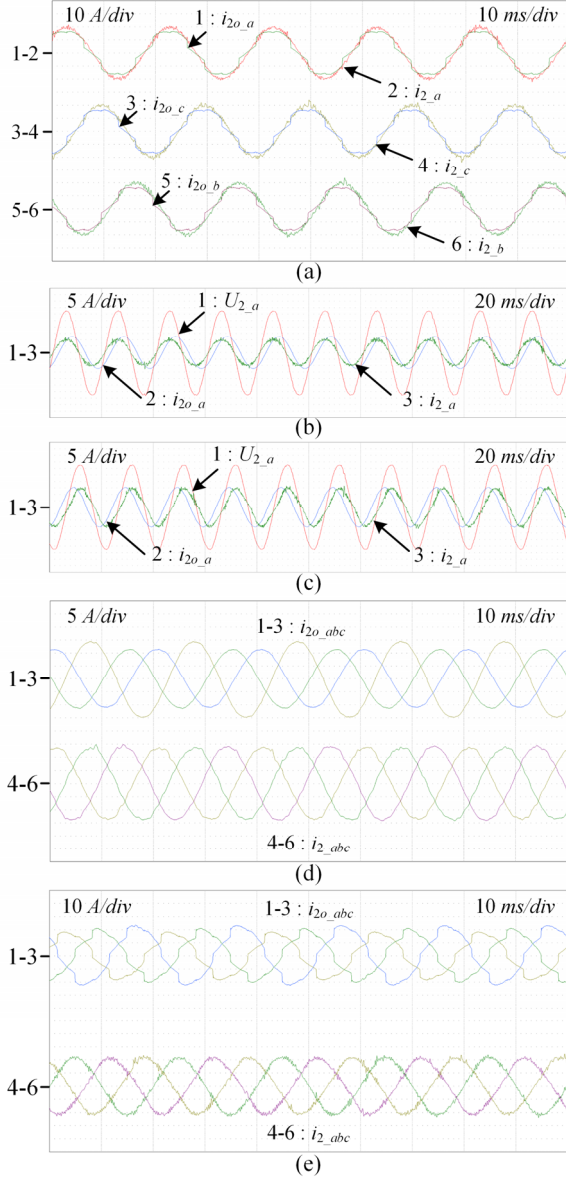 10 A/div 10 ms/div
1 : i2o_a
1-2
2 : i2_a
3 : i2o_c
3-4
4 : i2_c
5 : i2o_b
5-6
6 : i2_b
(a)
5 A/div 1 : U2_a 20 ms/div
1-3
2 : i2o_a 3 : i2_a
(b)
5 A/div 1 : U2_a 20 ms/div
1-3
2 : i2o_a 3 : i2_a
(c)
5 A/div 10 ms/div
1-3 : i2o_abc
1-3
4-6
4-6 : i2_abc
(d)
10 A/div 1-3 : i2o_abc 10 ms/div
1-3
4-6
4-6 : i2_abc
(e)